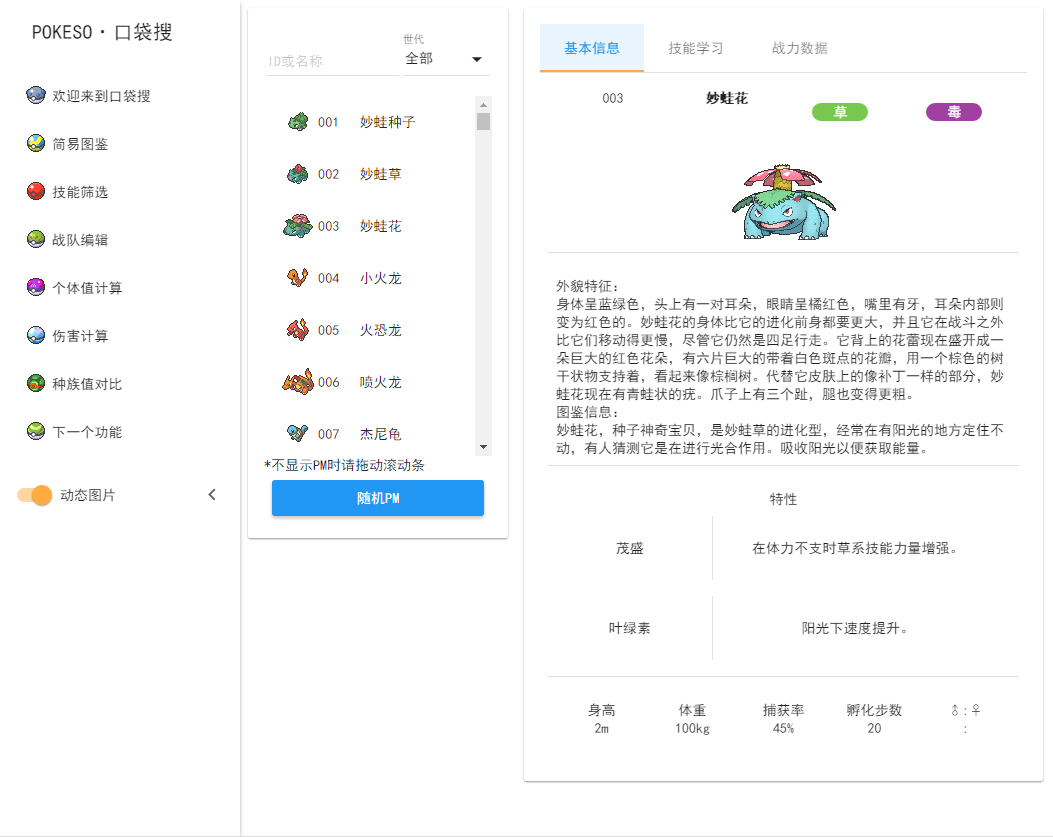 POKESO·口袋搜
欢迎来到口袋搜
简易图鉴
技能筛选
战队编辑
个体值计算
伤害计算
种族值对比
下一个功能
动态图片
ID或名称
世代
全部
001 妙蛙种子
002 妙蛙草
003 妙蛙花
004 小火龙
005 火恐龙
006 喷火龙
007 杰尼龟
*不显示PM时请拖动滚动条
随机PM
基本信息 技能学习 战力数据
003 妙蛙花 草 毒
外貌特征:
身体呈蓝绿色，头上有一对耳朵，眼睛呈橘红色，嘴里有牙，耳朵内部则
变为红色的。妙蛙花的身体比它的进化前身都要更大，并且它在战斗之外
比它们移动得更慢，尽管它仍然是四足行走。它背上的花蕾现在盛开成一
朵巨大的红色花朵，有六片巨大的带着白色斑点的花瓣，用一个棕色的树
干状物支持着，看起来像棕榈树。代替它皮肤上的像补丁一样的部分，妙
蛙花现在有青蛙状的疣。爪子上有三个趾，腿也变得更粗。
图鉴信息:
妙蛙花，种子神奇宝贝，是妙蛙草的进化型，经常在有阳光的地方定住不
动，有人猜测它是在进行光合作用。吸收阳光以便获取能量。
特性
茂盛 在体力不支时草系技能力量增强。
叶绿素 阳光下速度提升。
身高 体重 捕获率 孵化步数 ♂:♀
2m 100kg 45% 20 :